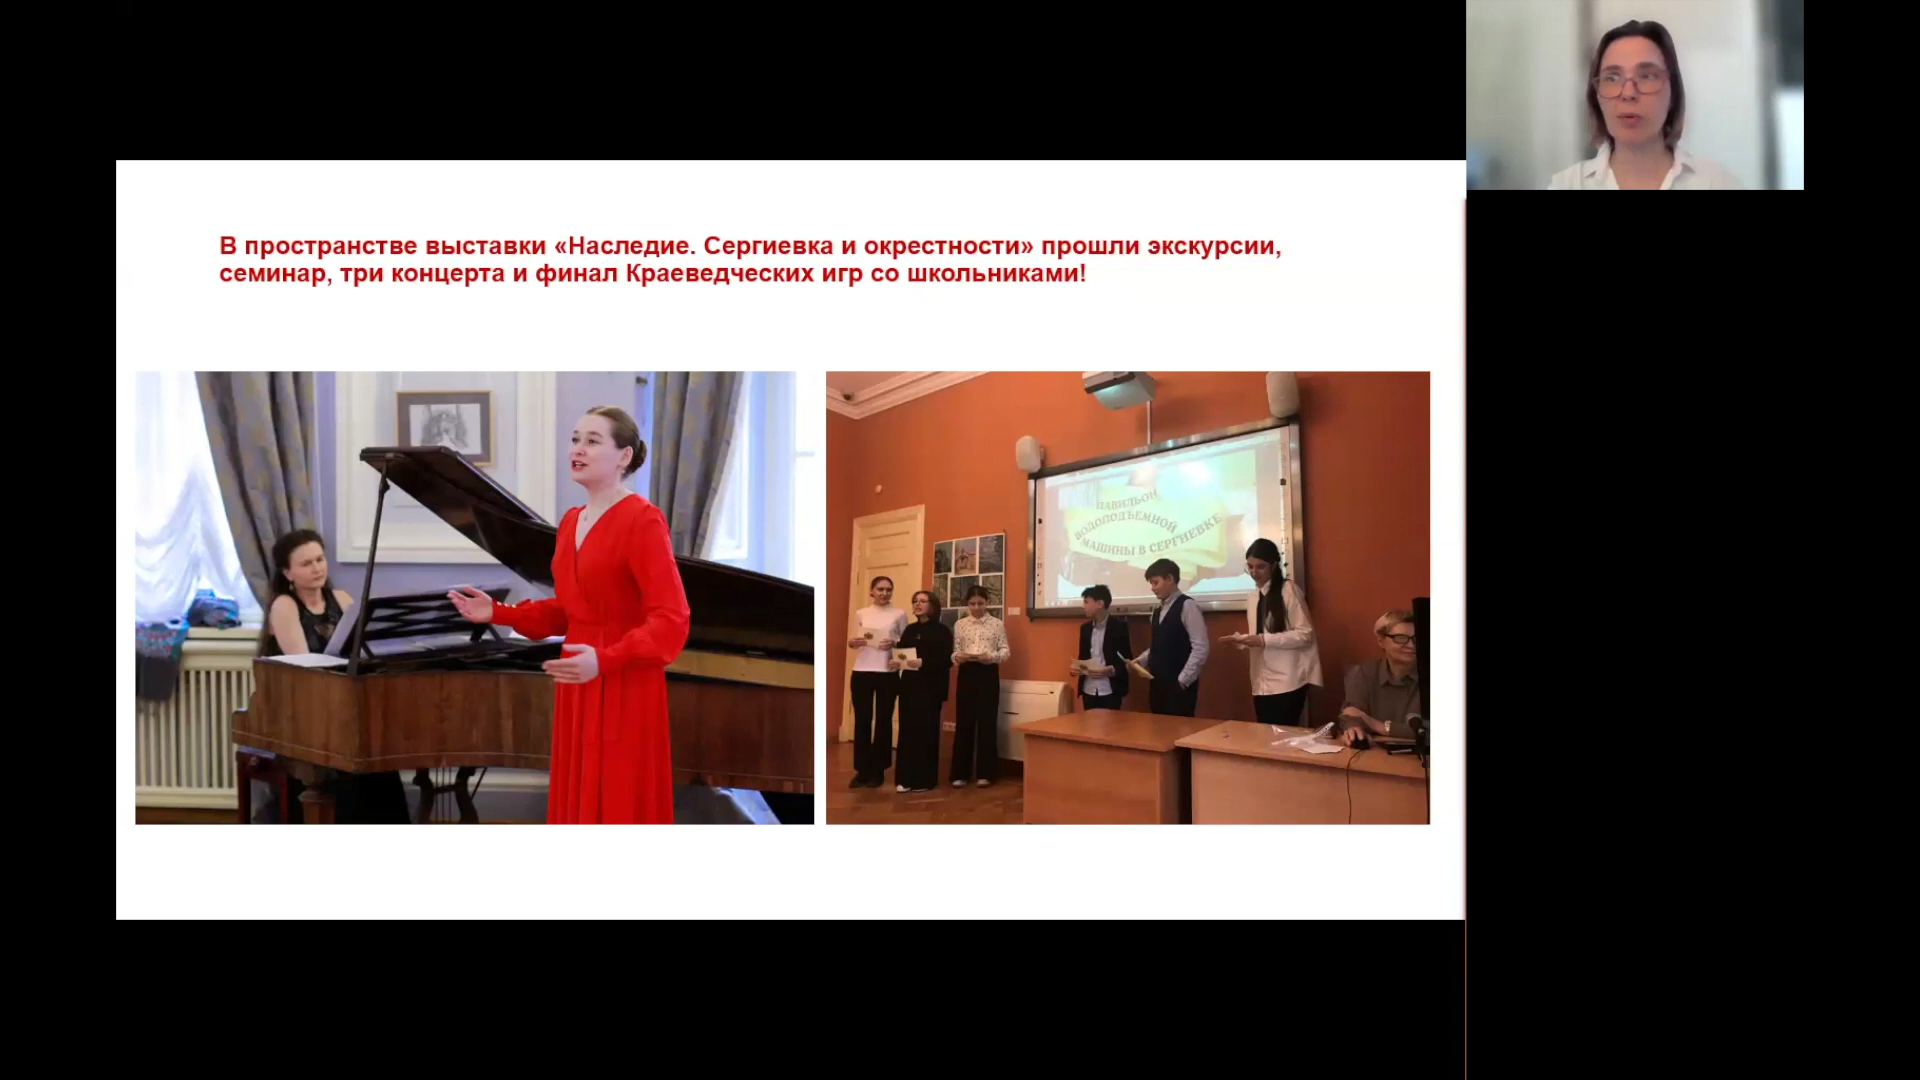 В пространстве выставки «Наследие. Сергиевка и окрестности» прошли экскурсии,
семинар, три концерта и финал Краеведческих игр со школьниками!
ПАВИЛЬОН
ВОДОПОДЪЕМНОЙ
МАШИНЫ В СЕРГИЕВКЕ